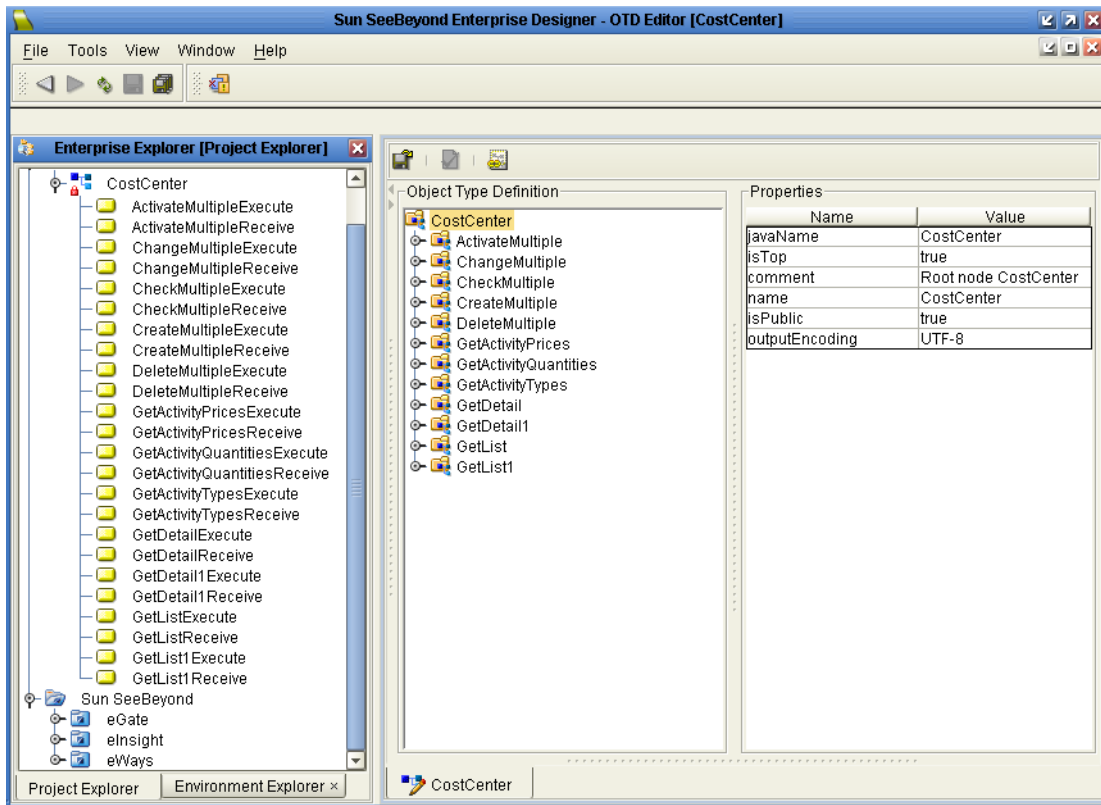 Sun SeeBeyond Enterprise Designer - OTD Editor [CostCenter]
File Tools View Window Help
Enterprise Explorer [Project Explorer]
CostCenter
ActivateMultipleExecute
ActivateMultipleReceive
ChangeMultipleExecute
ChangeMultipleReceive
CheckMultipleExecute
CheckMultipleReceive
CreateMultipleExecute
CreateMultipleReceive
DeleteMultipleExecute
DeleteMultipleReceive
GetActivityPricesExecute
GetActivityPricesReceive
GetActivityQuantitiesExecute
GetActivityQuantitiesReceive
GetActivityTypesExecute
GetActivityTypesReceive
GetDetailExecute
GetDetailReceive
GetDetail1Execute
GetDetail1Receive
GetListExecute
GetListReceive
GetList1Execute
GetList1Receive
Sun SeeBeyond
eGate
eInsight
eWays
Project Explorer
Environment Explorer ×
Object Type Definition
CostCenter
ActivateMultiple
ChangeMultiple
CheckMultiple
CreateMultiple
DeleteMultiple
GetActivityPrices
GetActivityQuantities
GetActivityTypes
GetDetail
GetDetail1
GetList
GetList1
Properties
Name Value
javaName CostCenter
isTop true
comment Root node CostCenter
name CostCenter
isPublic true
outputEncoding UTF-8
CostCenter